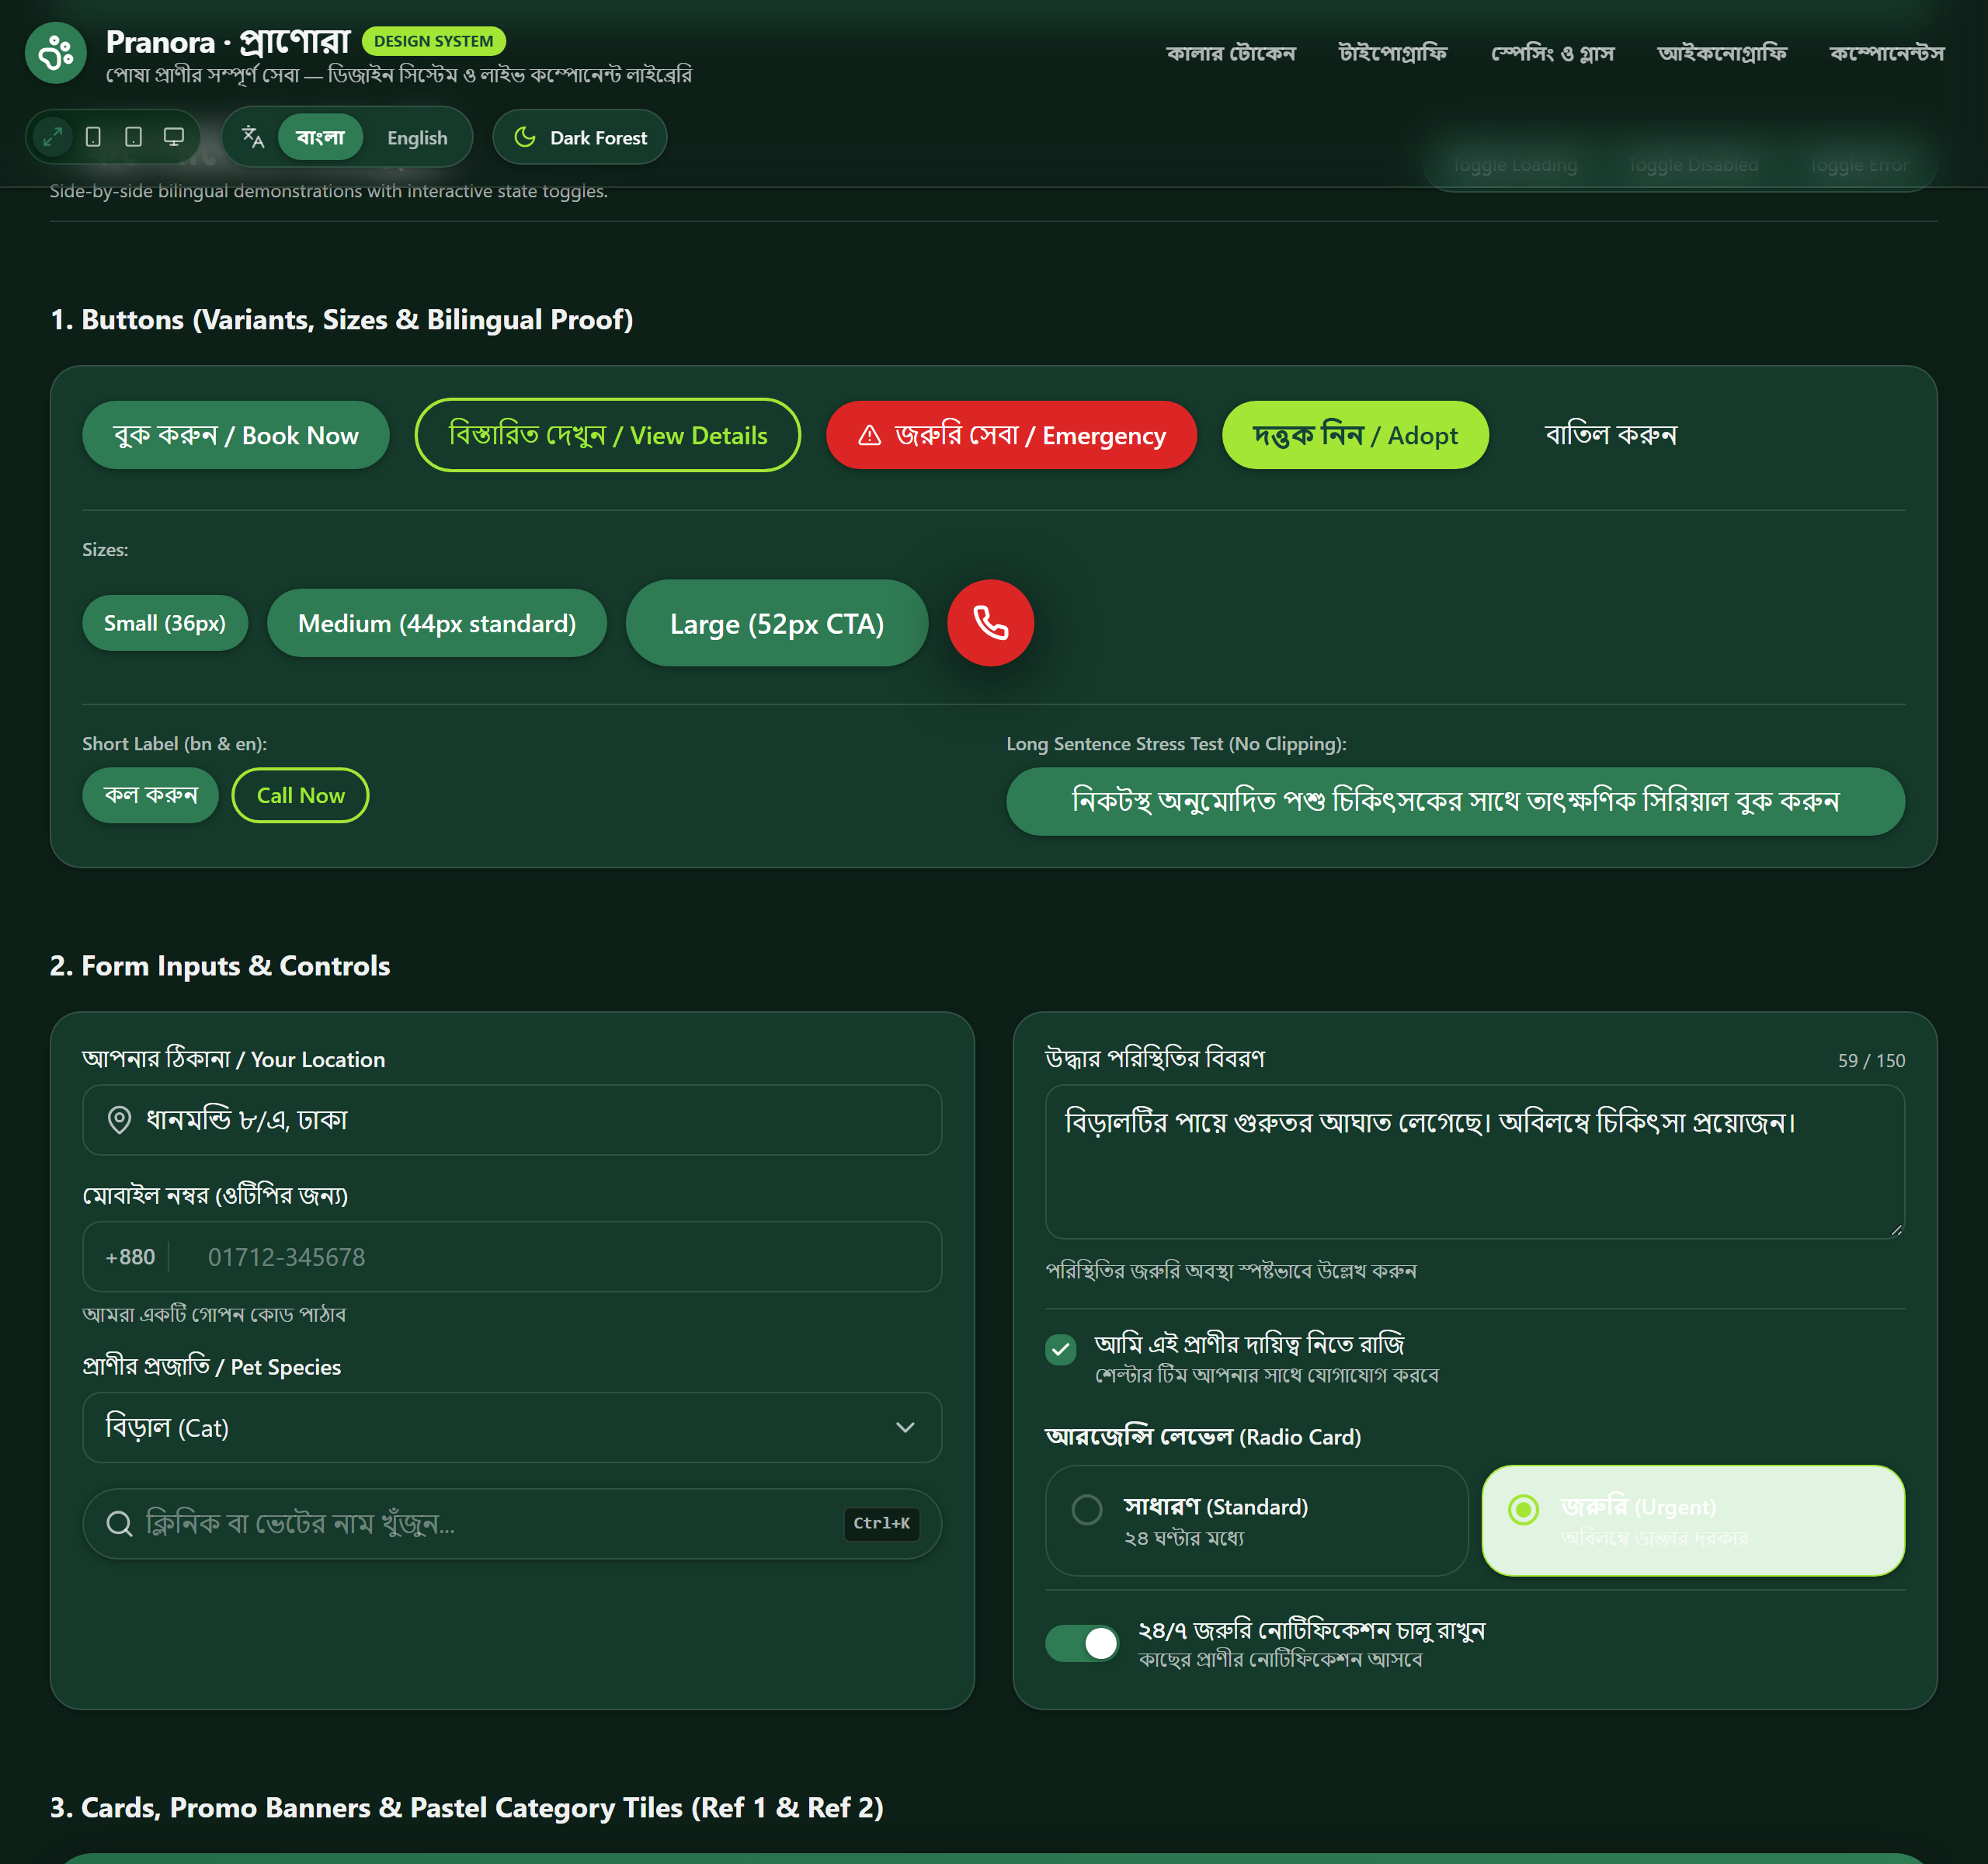 Pranora · প্রাণোরা DESIGN SYSTEM
পোষা প্রাণীর সম্পূর্ণ সেবা — ডিজাইন সিস্টেম ও লাইভ কম্পোনেন্ট লাইব্রেরি
কালার টোকেন টাইপোগ্রাফি স্পেসিং ও গ্লাস আইকনোগ্রাফি কম্পোনেন্টস
বাংলা English Dark Forest
Toggle Loading Toggle Disabled Toggle Error
Side-by-side bilingual demonstrations with interactive state toggles.
1. Buttons (Variants, Sizes & Bilingual Proof)
বুক করুন / Book Now বিস্তারিত দেখুন / View Details জরুরি সেবা / Emergency দত্তক নিন / Adopt বাতিল করুন
Sizes:
Small (36px) Medium (44px standard) Large (52px CTA)
Short Label (bn & en):
কল করুন Call Now
Long Sentence Stress Test (No Clipping):
নিকটস্থ অনুমোদিত পশু চিকিৎসকের সাথে তাৎক্ষণিক সিরিয়াল বুক করুন
2. Form Inputs & Controls
আপনার ঠিকানা / Your Location
ধানমন্ডি ৮/এ, ঢাকা
মোবাইল নম্বর (ওটিপির জন্য)
+880 01712-345678
আমরা একটি গোপন কোড পাঠাব
প্রাণীর প্রজাতি / Pet Species
বিড়াল (Cat)
ক্লিনিক বা ভেটের নাম খুঁজুন... Ctrl+K
উদ্ধার পরিস্থিতির বিবরণ 59 / 150
বিড়ালটির পায়ে গুরুতর আঘাত লেগেছে। অবিলম্বে চিকিৎসা প্রয়োজন।
পরিস্থিতির জরুরি অবস্থা স্পষ্টভাবে উল্লেখ করুন
আমি এই প্রাণীর দায়িত্ব নিতে রাজি
শেল্টার টিম আপনার সাথে যোগাযোগ করবে
আরজেন্সি লেভেল (Radio Card)
সাধারণ (Standard)
২৪ ঘণ্টার মধ্যে
জরুরি (Urgent)
অবিলম্বে ডাক্তার দরকার
২৪/৭ জরুরি নোটিফিকেশন চালু রাখুন
কাছের প্রাণীর নোটিফিকেশন আসবে
3. Cards, Promo Banners & Pastel Category Tiles (Ref 1 & Ref 2)